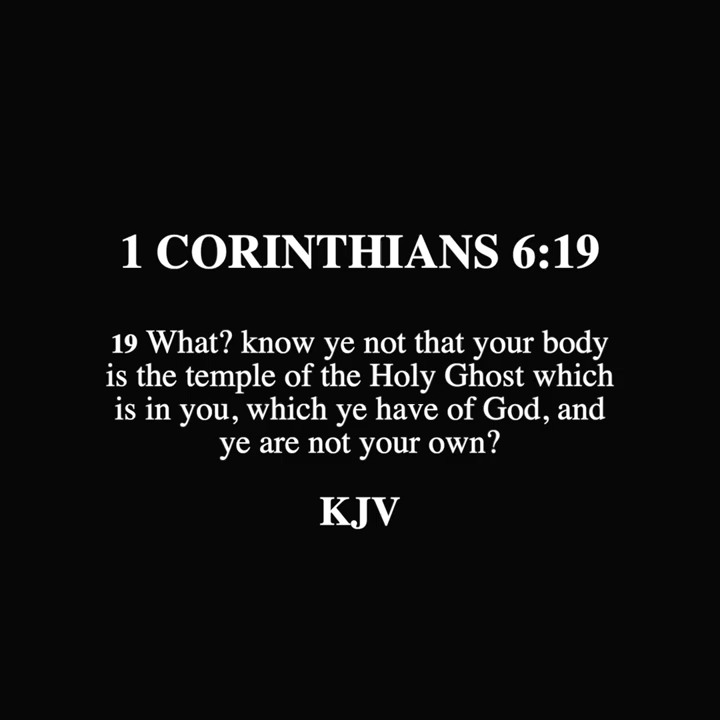 1 CORINTHIANS 6:19
19 What? know ye not that your body
is the temple of the Holy Ghost which
is in you, which ye have of God, and
ye are not your own?
KJV